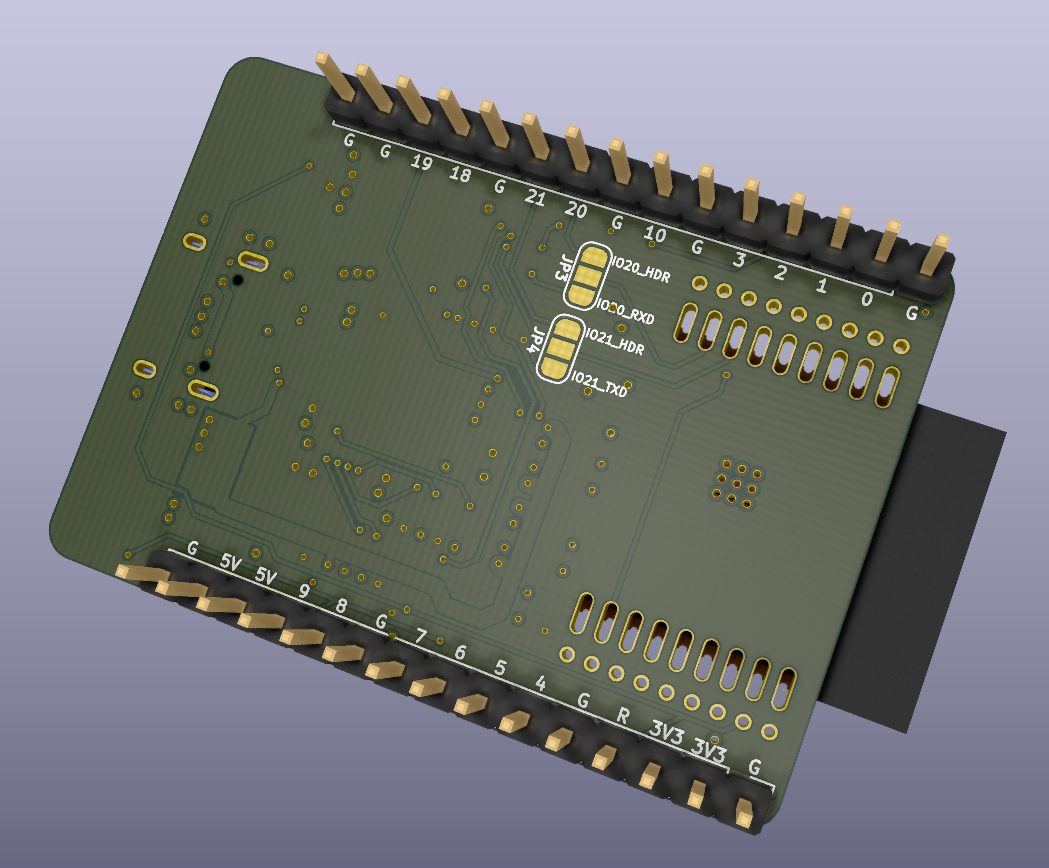 G G 19 18 G 21 20 G 10 G 3 2 1 0 G
JP3
IO20_HDR
IO20_RXD
JP4
IO21_HDR
IO21_TXD
G 5V 5V 9 8 G 7 6 5 4 G R 3V3 3V3 G